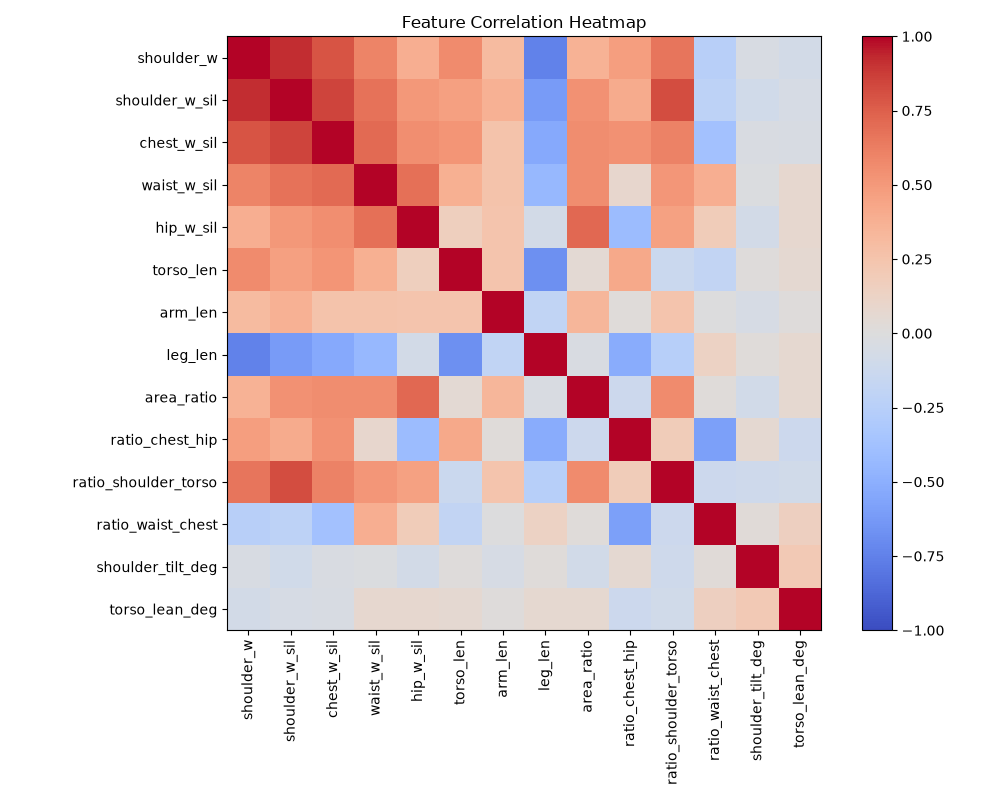 Feature Correlation Heatmap
shoulder_w
shoulder_w_sil
chest_w_sil
waist_w_sil
hip_w_sil
torso_len
arm_len
leg_len
area_ratio
ratio_chest_hip
ratio_shoulder_torso
ratio_waist_chest
shoulder_tilt_deg
torso_lean_deg
shoulder_w
shoulder_w_sil
chest_w_sil
waist_w_sil
hip_w_sil
torso_len
arm_len
leg_len
area_ratio
ratio_chest_hip
ratio_shoulder_torso
ratio_waist_chest
shoulder_tilt_deg
torso_lean_deg
1.00
0.75
0.50
0.25
0.00
−0.25
−0.50
−0.75
−1.00